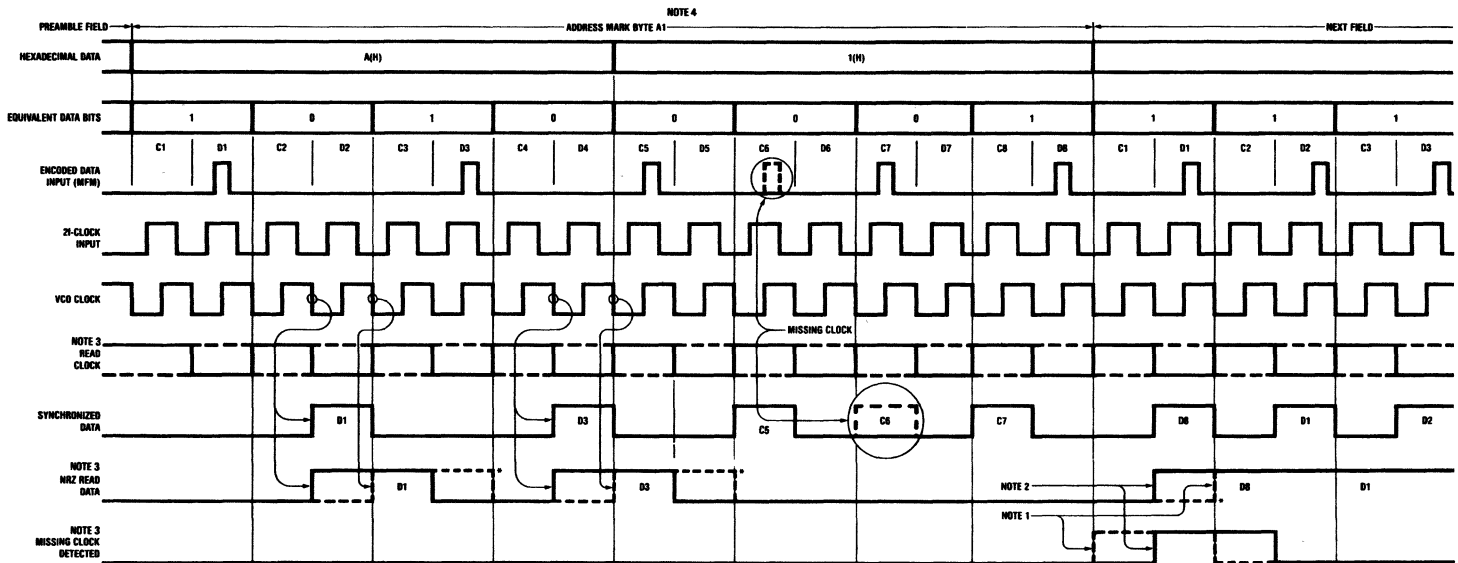 NOTE 4
PREAMBLE FIELD ADDRESS MARK BYTE A1 NEXT FIELD
HEXADECIMAL DATA A(H) 1(H)
EQUIVALENT DATA BITS 1 0 1 0 0 0 0 1 1 1 1
C1 D1 C2 D2 C3 D3 C4 D4 C5 D5 C6 D6 C7 D7 C8 D8 C1 D1 C2 D2 C3 D3
ENCODED DATA
INPUT (MFM)
2f-CLOCK
INPUT
VCO CLOCK
MISSING CLOCK
NOTE 3
READ
CLOCK
SYNCHRONIZED
DATA
D1 D3 C5 C6 C7 D8 D1 D2
NOTE 3
NRZ READ
DATA
D1 D3 D8 D1
NOTE 2
NOTE 1
NOTE 3
MISSING CLOCK
DETECTED